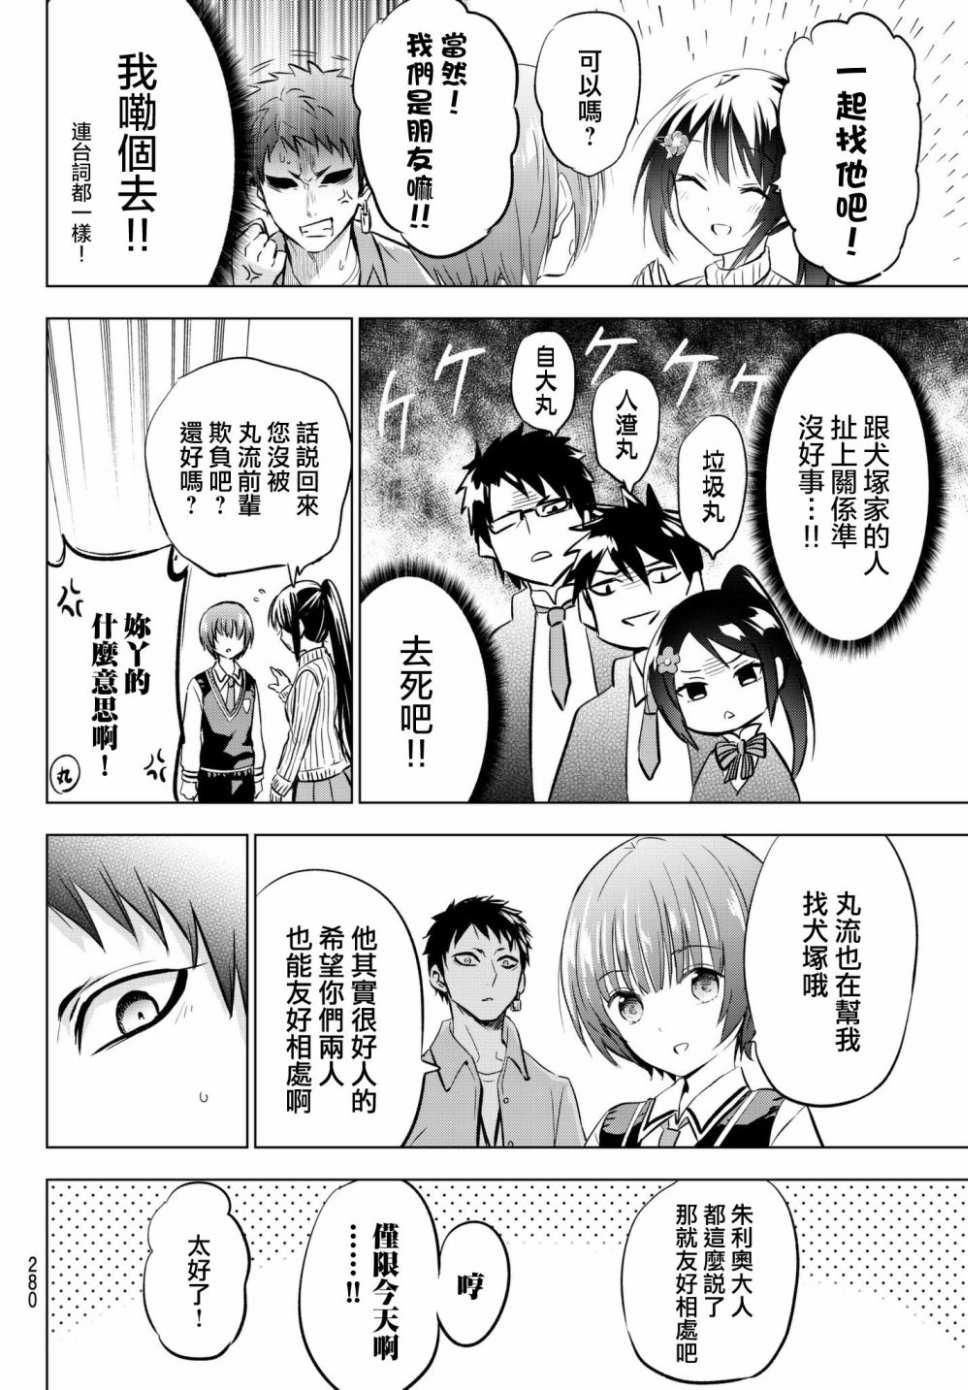 一起找他吧！
可以嗎？
當然！
我們是朋友嘛!!
我嘞個去!!
連台詞都一樣！
跟犬塚家的人
扯上關係準
沒好事…!!
垃圾丸
人渣丸
自大丸
ケ
ケ
ケ
ケ
去死吧!!
話説回來
您沒被
丸流前輩
欺負吧？
還好嗎？
妳丫的
什麼意思啊！
丸
丸流也在幫我
找犬塚哦
他其實很好人的
希望你們兩人
也能友好相處啊
朱利奧大人
都這麼説了
那就友好相處吧
哼
僅限今天啊
……!!
太好了！
280